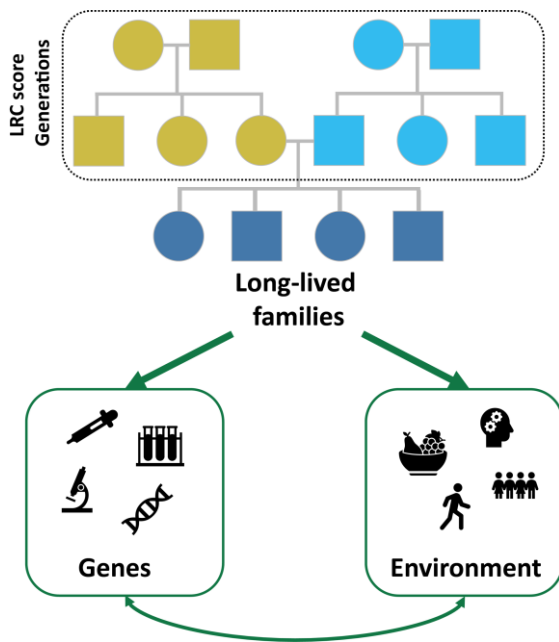 LRC score
Generations
Long-lived
families
Genes
Environment